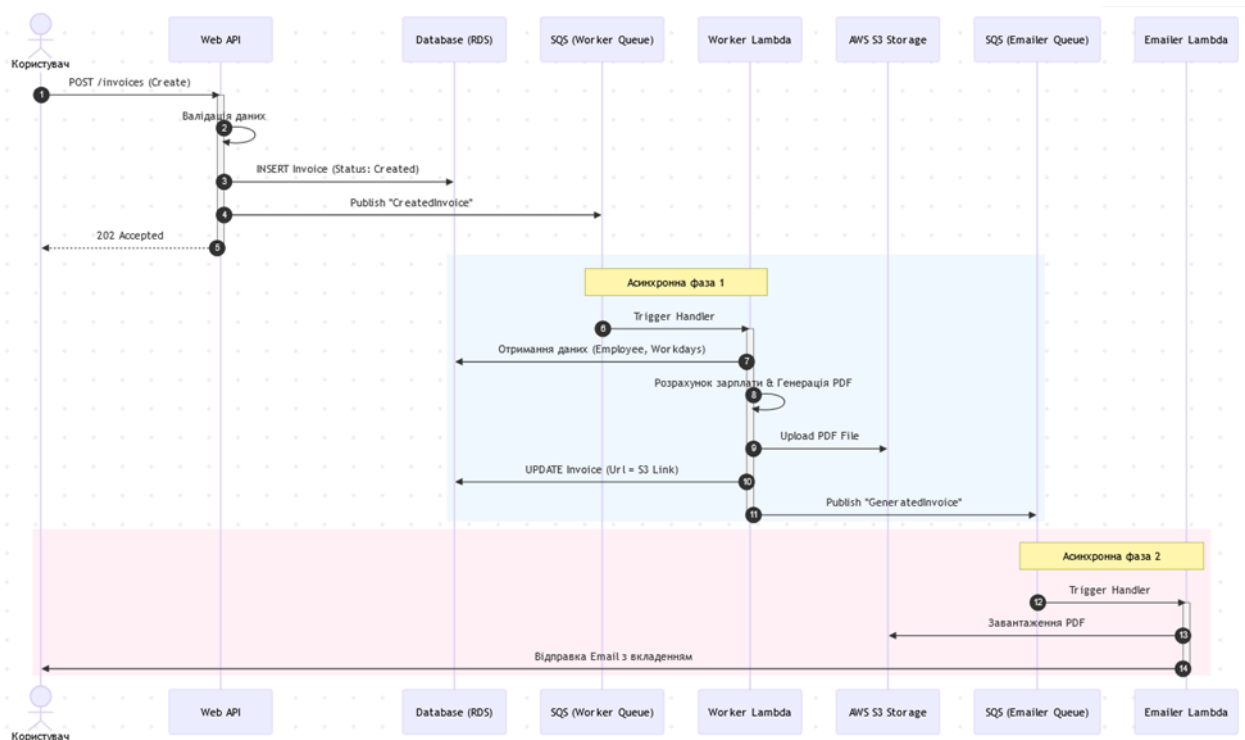 Web API
Database (RDS)
SQS (Worker Queue)
Worker Lambda
AWS S3 Storage
SQS (Emailer Queue)
Emailer Lambda
Користувач
POST /invoices (Create)
1
Валідація даних
2
INSERT Invoice (Status: Created)
3
Publish "CreatedInvoice"
4
202 Accepted
5
Асинхронна фаза 1
Trigger Handler
6
Отримання даних (Employee, Workdays)
7
Розрахунок зарплати & Генерація PDF
8
Upload PDF File
9
UPDATE Invoice (Url = S3 Link)
10
Publish "GeneratedInvoice"
11
Асинхронна фаза 2
Trigger Handler
12
Завантаження PDF
13
Відправка Email з вкладенням
14
Web API
Database (RDS)
SQS (Worker Queue)
Worker Lambda
AWS S3 Storage
SQS (Emailer Queue)
Emailer Lambda
Користувач